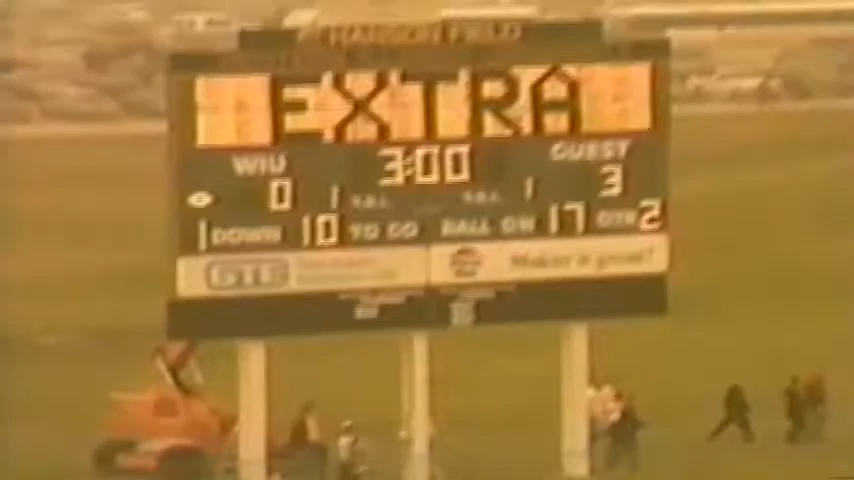 HANSON FIELD
EXTRA
WIU 3:00 GUEST
0 1 T.O.L. T.O.L. 1 3
1 DOWN 10 TO GO BALL ON 17 QTR 2
GTE
Makin' it great!